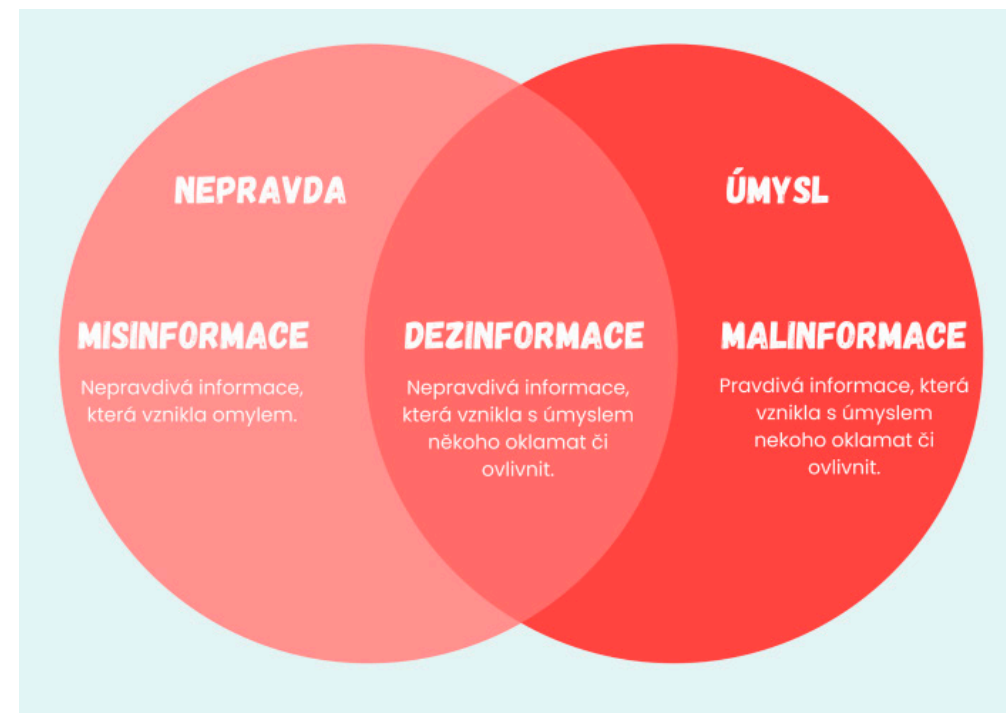 NEPRAVDA
ÚMYSL
MISINFORMACE
Nepravdivá informace,
která vznikla omylem.
DEZINFORMACE
Nepravdivá informace,
která vznikla s úmyslem
někoho oklamat či
ovlivnit.
MALINFORMACE
Pravdivá informace, která
vznikla s úmyslem
nekoho oklamat či
ovlivnit.